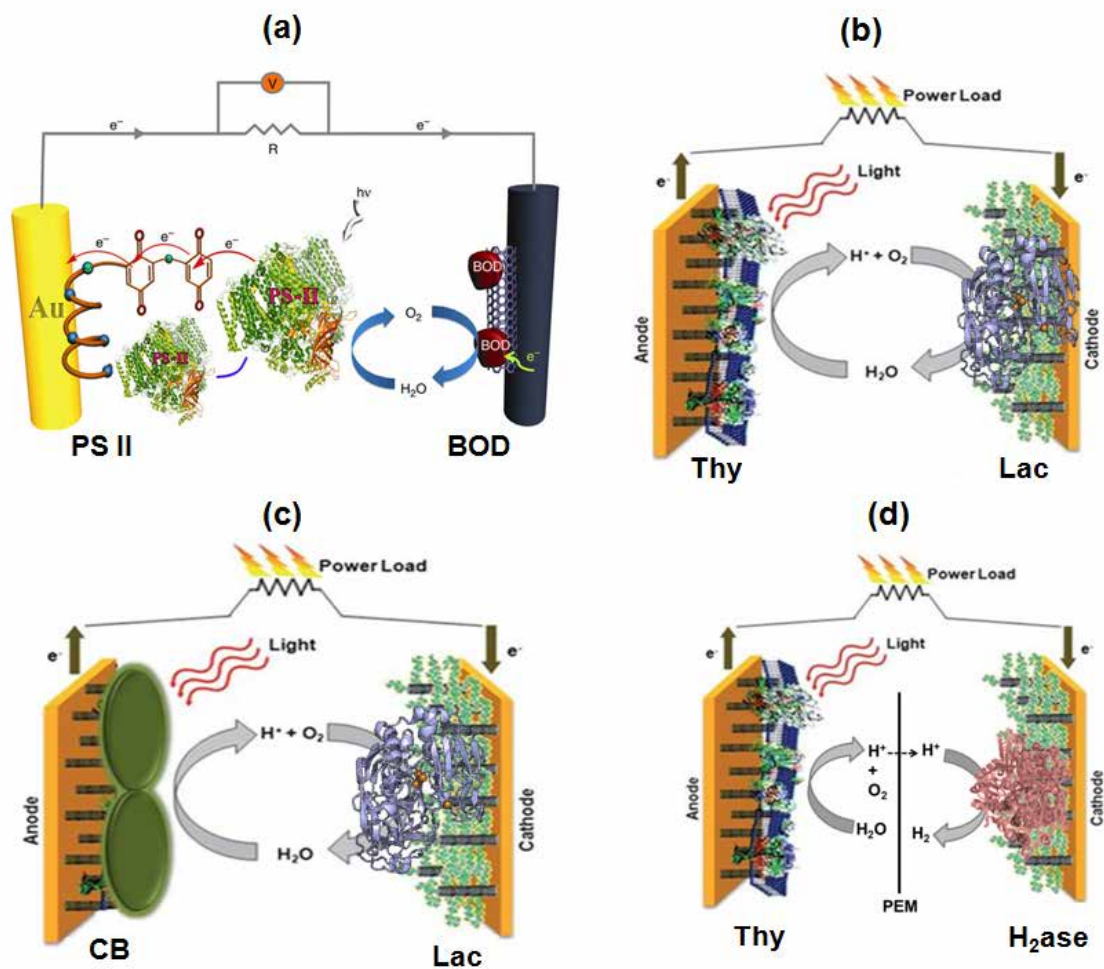 (a)
V
e⁻
R
e⁻
hν
e⁻
e⁻
e⁻
Au
PS-II
PS-II
BOD
BOD
e⁻
O₂
H₂O
PS II
BOD
(b)
Power Load
e⁻
Light
e⁻
H⁺ + O₂
H₂O
Anode
Cathode
Thy
Lac
(c)
Power Load
e⁻
Light
e⁻
H⁺ + O₂
H₂O
Anode
Cathode
CB
Lac
(d)
Power Load
e⁻
Light
e⁻
H⁺
H⁺
+
O₂
H₂O
H₂
Anode
Cathode
PEM
Thy
H₂ase